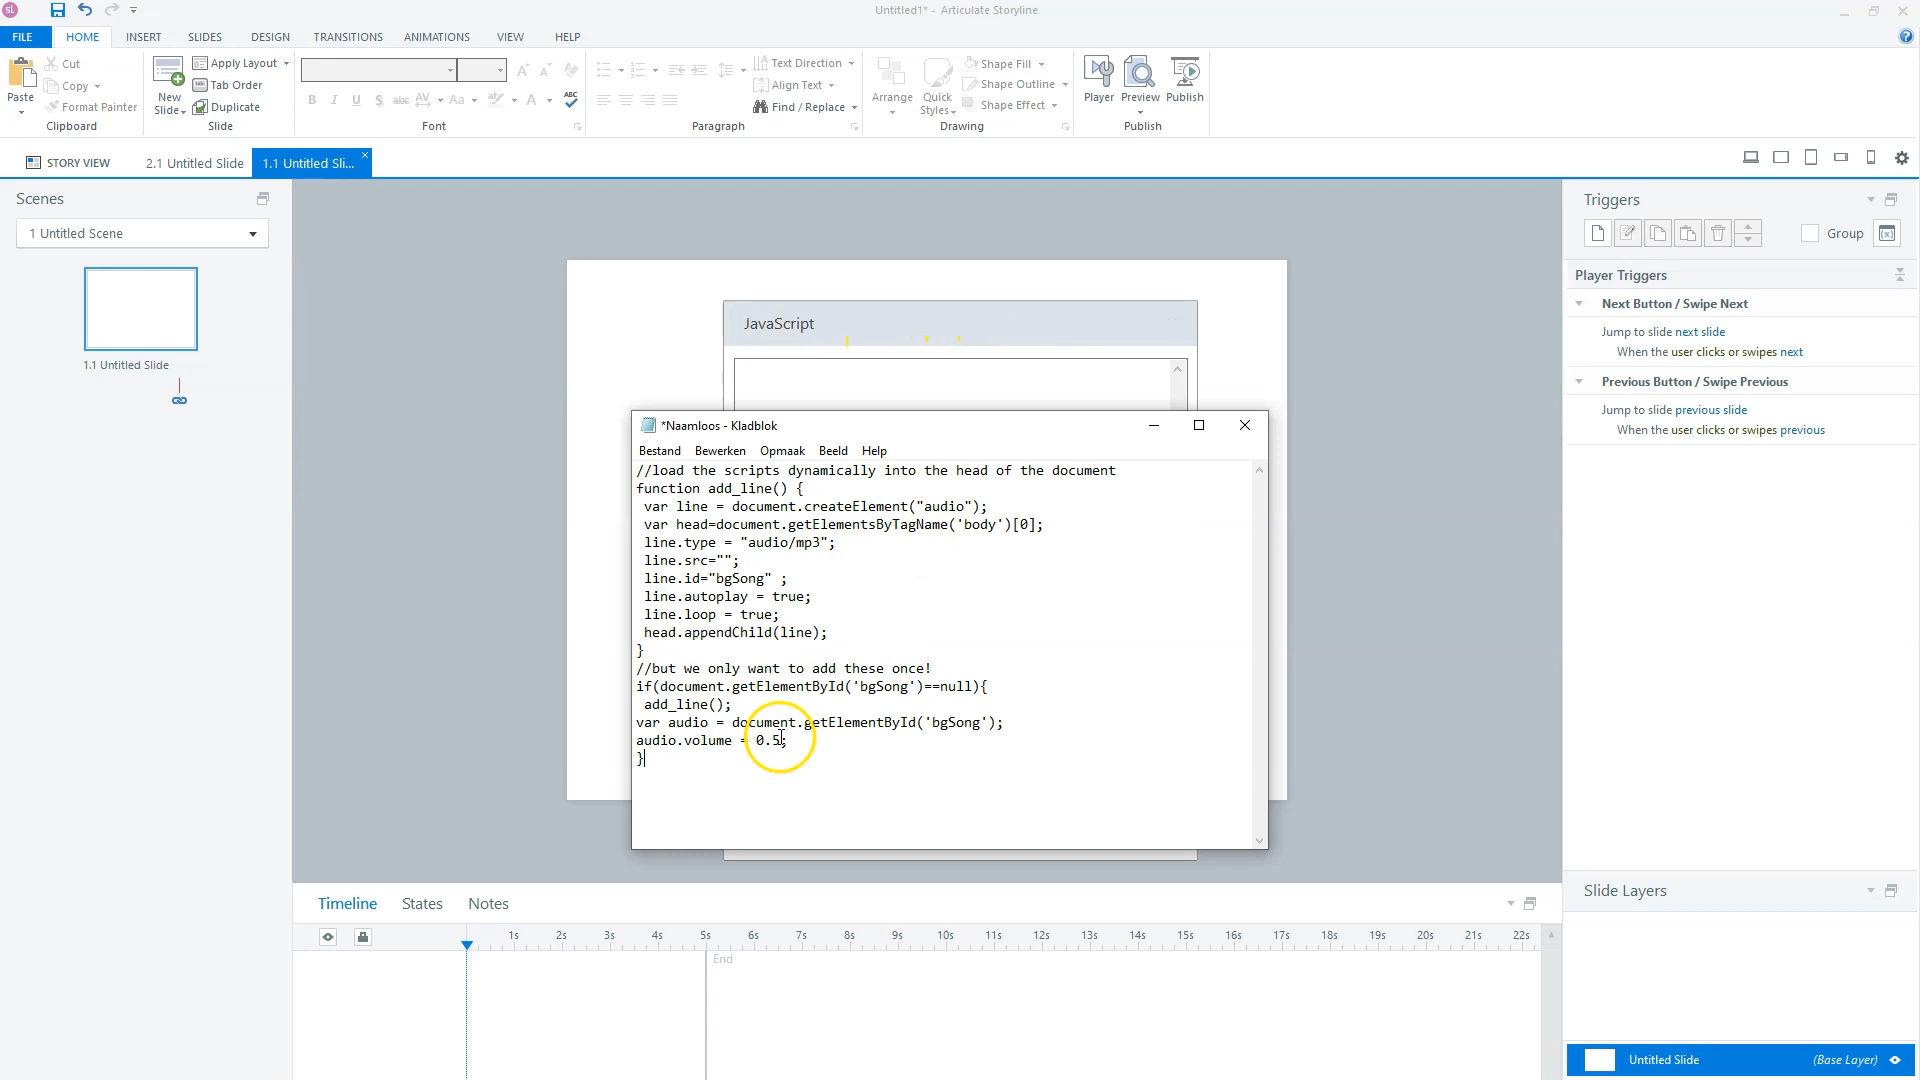 sL
Untitled1* - Articulate Storyline
FILE HOME INSERT SLIDES DESIGN TRANSITIONS ANIMATIONS VIEW HELP
Paste
Cut
Copy
Format Painter
Clipboard
New Slide
Apply Layout
Tab Order
Duplicate
Slide
B I U S abc AV Aa A
ABC
Font
Text Direction
Align Text
Find / Replace
Paragraph
Arrange
Quick Styles
Shape Fill
Shape Outline
Shape Effect
Drawing
Player
Preview
Publish
Publish
STORY VIEW
2.1 Untitled Slide
1.1 Untitled Sli...
Scenes
1 Untitled Scene
1.1 Untitled Slide
JavaScript
*Naamloos - Kladblok
Bestand Bewerken Opmaak Beeld Help
//load the scripts dynamically into the head of the document
function add_line() {
var line = document.createElement("audio");
var head=document.getElementsByTagName('body')[0];
line.type = "audio/mp3";
line.src="";
line.id="bgSong" ;
line.autoplay = true;
line.loop = true;
head.appendChild(line);
}
//but we only want to add these once!
if(document.getElementById('bgSong')==null){
add_line();
var audio = document.getElementById('bgSong');
audio.volume = 0.5;
}
Triggers
Group
(x)
Player Triggers
Next Button / Swipe Next
Jump to slide next slide
When the user clicks or swipes next
Previous Button / Swipe Previous
Jump to slide previous slide
When the user clicks or swipes previous
Timeline States Notes
1s 2s 3s 4s 5s 6s 7s 8s 9s 10s 11s 12s 13s 14s 15s 16s 17s 18s 19s 20s 21s 22s
End
Slide Layers
Untitled Slide (Base Layer)